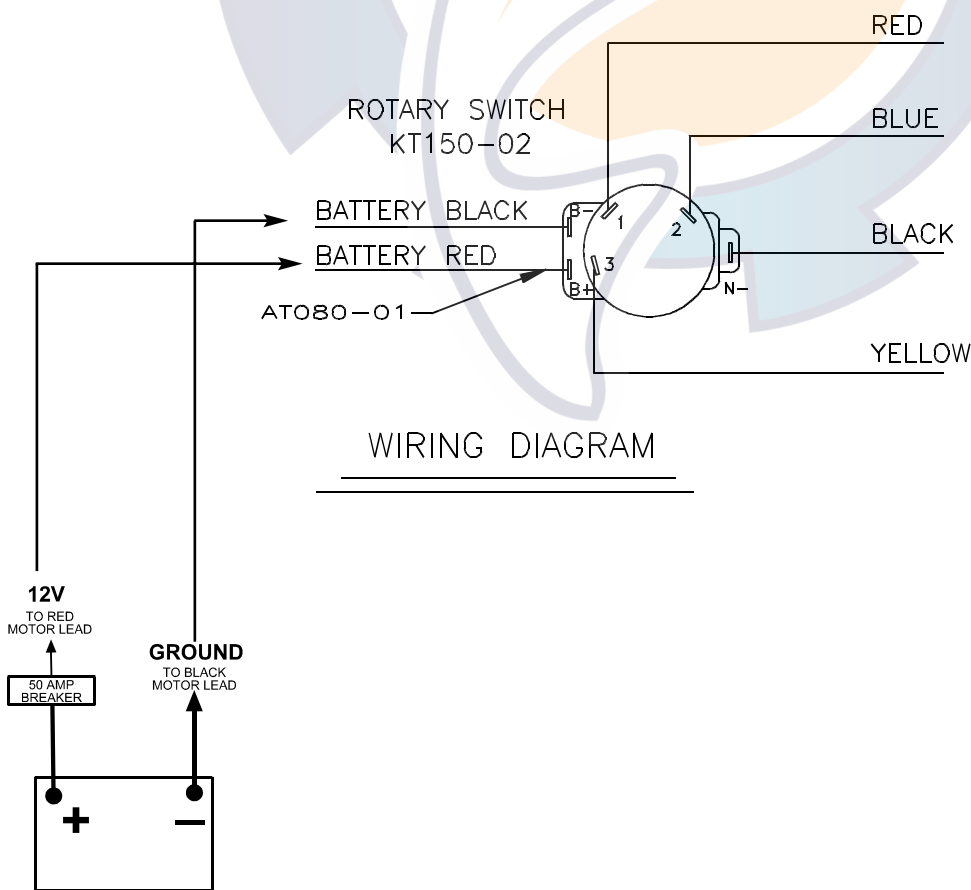 RED
ROTARY SWITCH
KT150-02
BLUE
BATTERY BLACK
B-
1
2
BLACK
BATTERY RED
3
B+
N-
AT080-01
YELLOW
WIRING DIAGRAM
12V
TO RED
MOTOR LEAD
GROUND
TO BLACK
MOTOR LEAD
50 AMP
BREAKER
+
-